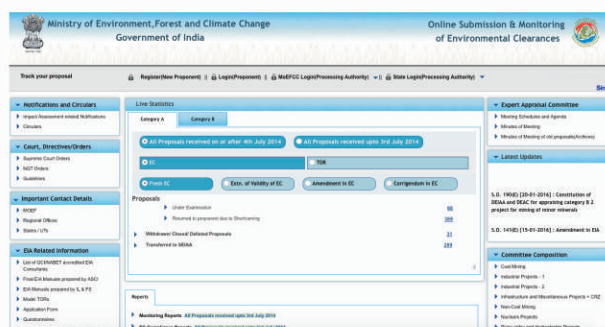 Ministry of Environment,Forest and Climate Change
Government of India
Online Submission & Monitoring
of Environmental Clearances
Track your proposal
Register(New Proponent) || Login(Proponent) || MoEFCC Login(Processing Authority) || State Login(Processing Authority)
Notifications and Circulars
Impact Assessment related Notifications
Circulars
Court, Directives/Orders
Supreme Court Orders
NGT Orders
Guidelines
Important Contact Details
MOEF
Regional Offices
States / UTs
EIA Related Information
List of QCI/NABET accredited EIA
Consultants
Final EIA Manuals prepared by ASCI
EIA Manuals prepared by IL & FS
Model TORs
Application Form
Questionnaires
Live Statistics
Category A
Category B
All Proposals received on or after 4th July 2014
All Proposals received upto 3rd July 2014
EC
TOR
Fresh EC
Extn. of Validity of EC
Amendment in EC
Corrigendum in EC
Proposals
Under Examination
Returned to proponent due to Shortcoming
Withdrawn/ Closed/ Delisted Proposals
31
Transferred to SEIAA
Reports
Monitoring Reports All Proposals received upto 3rd July 2014
Expert Appraisal Committee
Meeting Schedules and Agenda
Minutes of Meeting
Minutes of Meeting of old proposals(Archives)
Latest Updates
S.O. 190(E) [20-01-2016] : Constitution of
DEIAA and DEAC for appraising category B 2
project for mining of minor minerals
S.O. 141(E) [15-01-2016] : Amendment in EIA
Committee Composition
Coal Mining
Industrial Projects - 1
Industrial Projects - 2
Infrastructure and Miscellaneous Projects + CRZ
Non-Coal Mining
Nuclear Projects